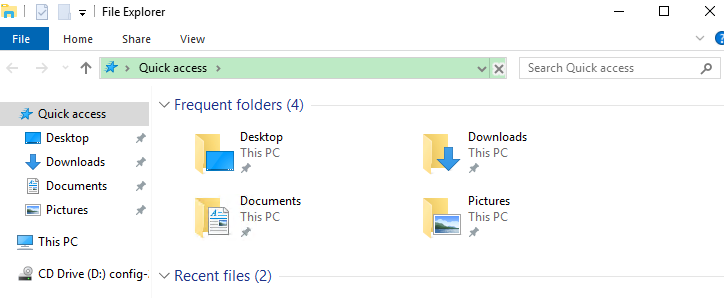 File Explorer
File Home Share View
Quick access
Search Quick access
Quick access
Desktop
Downloads
Documents
Pictures
This PC
CD Drive (D:) config-.
Frequent folders (4)
Desktop
This PC
Downloads
This PC
Documents
This PC
Pictures
This PC
Recent files (2)